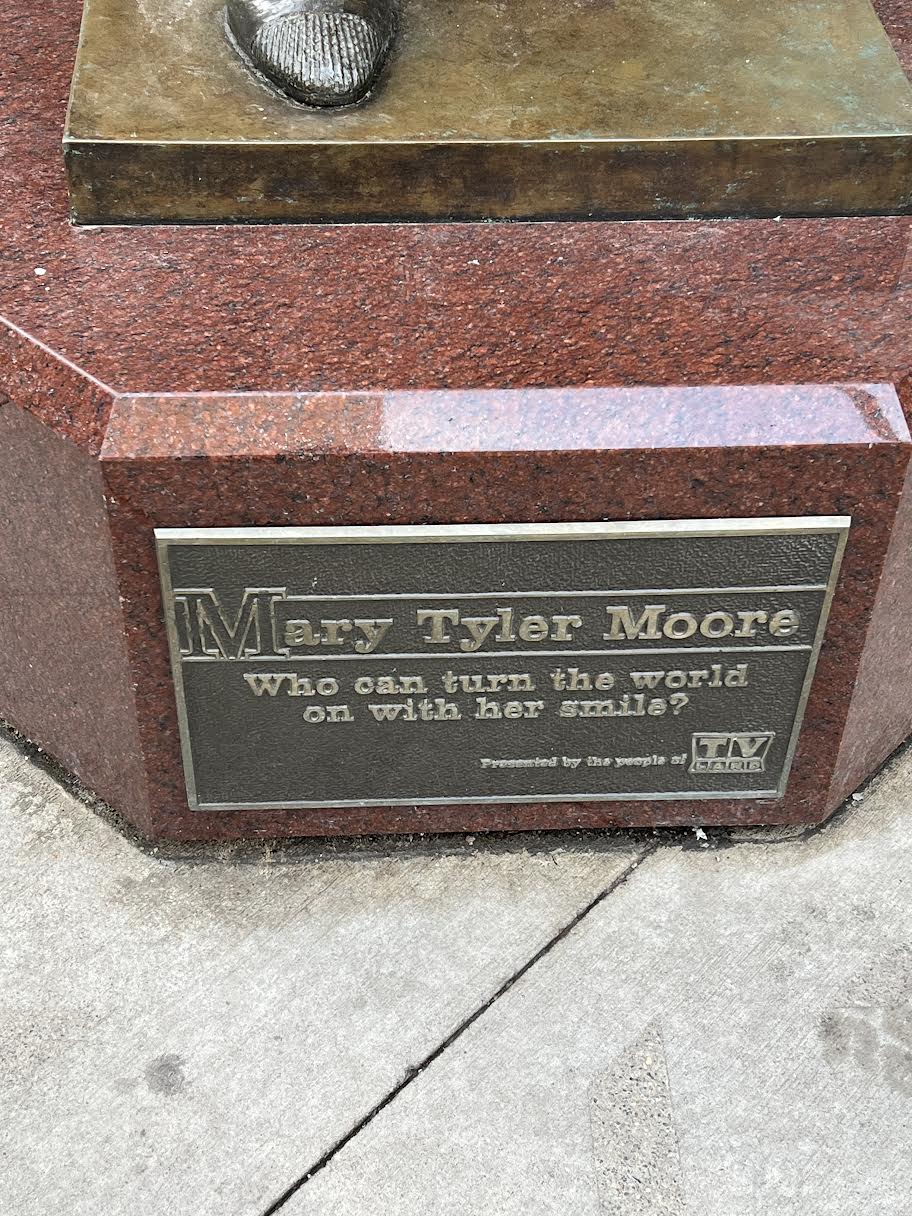 Mary Tyler Moore
Who can turn the world
on with her smile?
Presented by the people of TV LAND